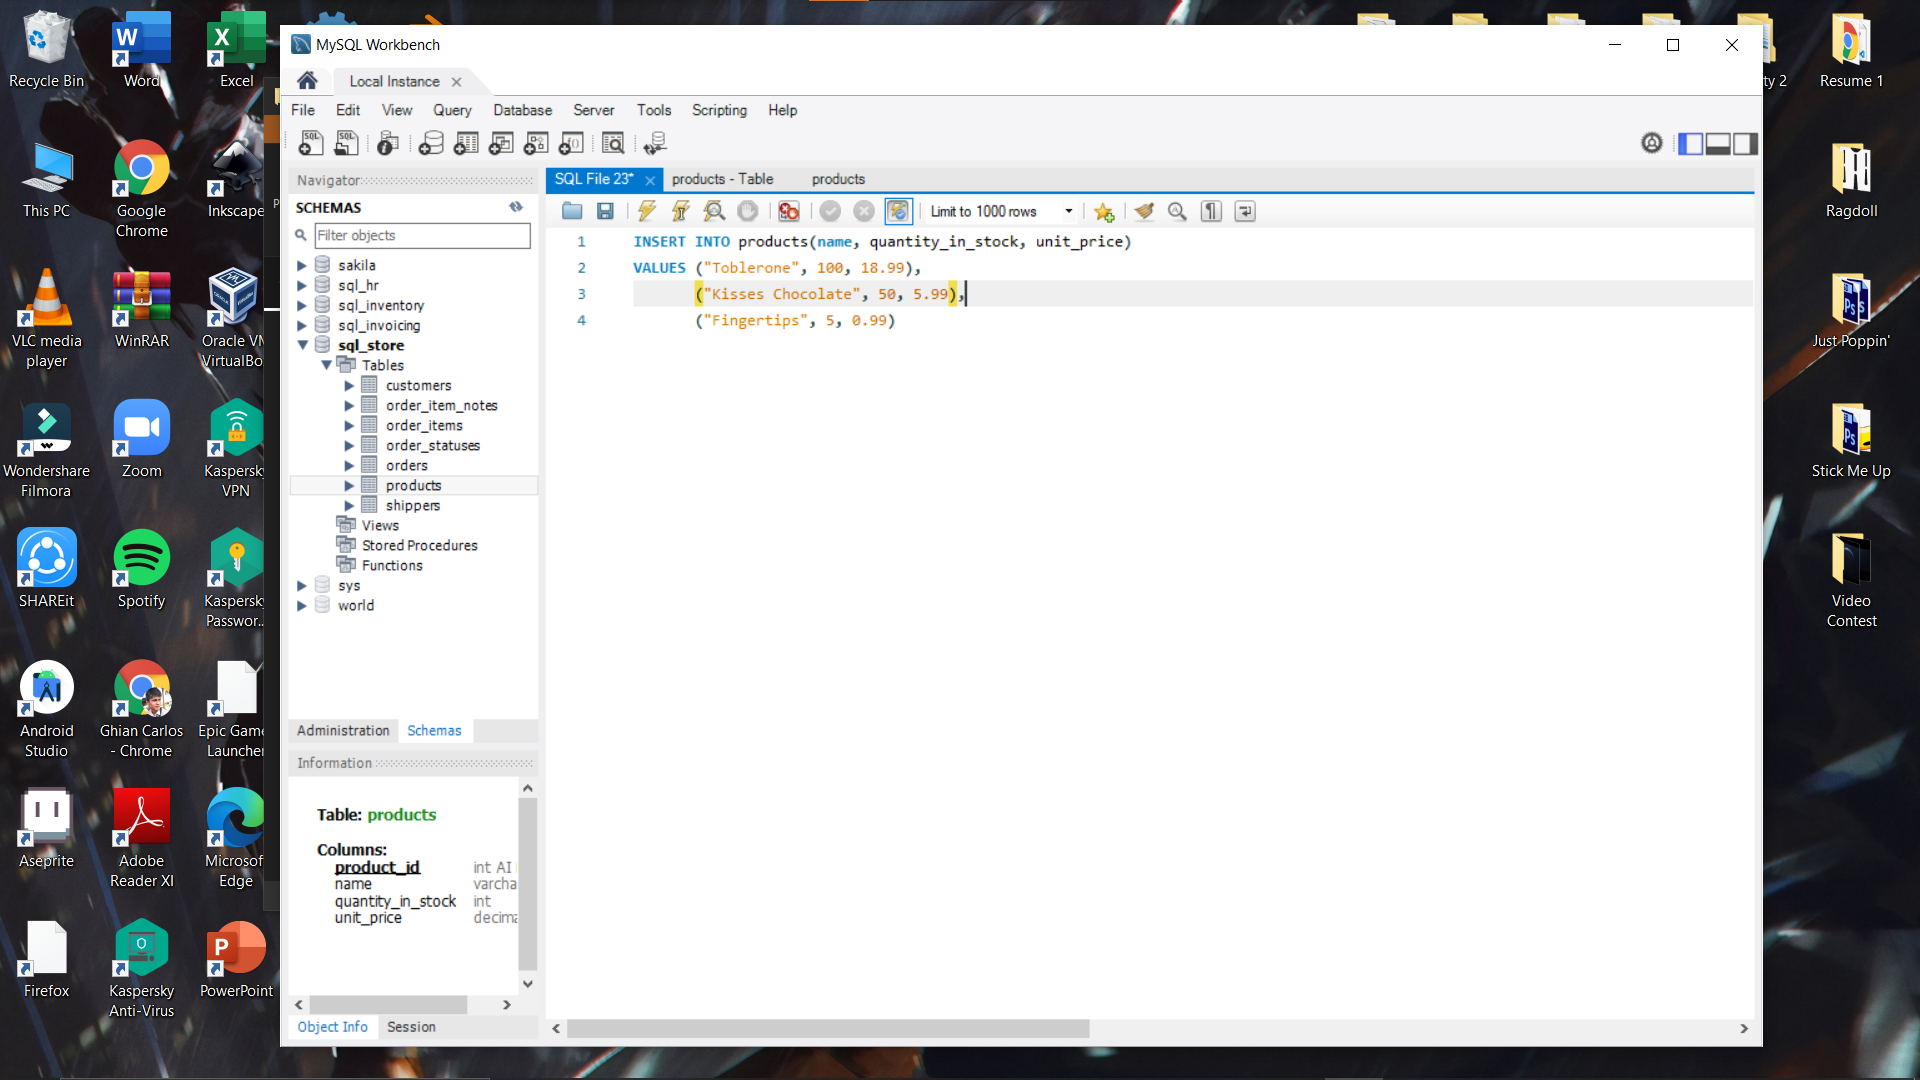 Recycle Bin
Word
Excel
This PC
Google Chrome
Inkscape
VLC media player
WinRAR
Oracle VM VirtualBo
Wondershare Filmora
Zoom
Kaspersky VPN
SHAREit
Spotify
Kaspersky Passwor...
Android Studio
Ghian Carlos - Chrome
Epic Game Launcher
Aseprite
Adobe Reader XI
Microsof Edge
Firefox
Kaspersky Anti-Virus
PowerPoint
MySQL Workbench
Local Instance
File Edit View Query Database Server Tools Scripting Help
Navigator
SCHEMAS
Filter objects
sakila
sql_hr
sql_inventory
sql_invoicing
sql_store
Tables
customers
order_item_notes
order_items
order_statuses
orders
products
shippers
Views
Stored Procedures
Functions
sys
world
Administration Schemas
Information
Table: products
Columns:
product_id int AI
name varcha
quantity_in_stock int
unit_price decima
Object Info Session
SQL File 23* products - Table products
Limit to 1000 rows
1 INSERT INTO products(name, quantity_in_stock, unit_price)
2 VALUES ("Toblerone", 100, 18.99),
3 ("Kisses Chocolate", 50, 5.99),
4 ("Fingertips", 5, 0.99)
ty 2
Resume 1
Ragdoll
Just Poppin'
Stick Me Up
Video Contest